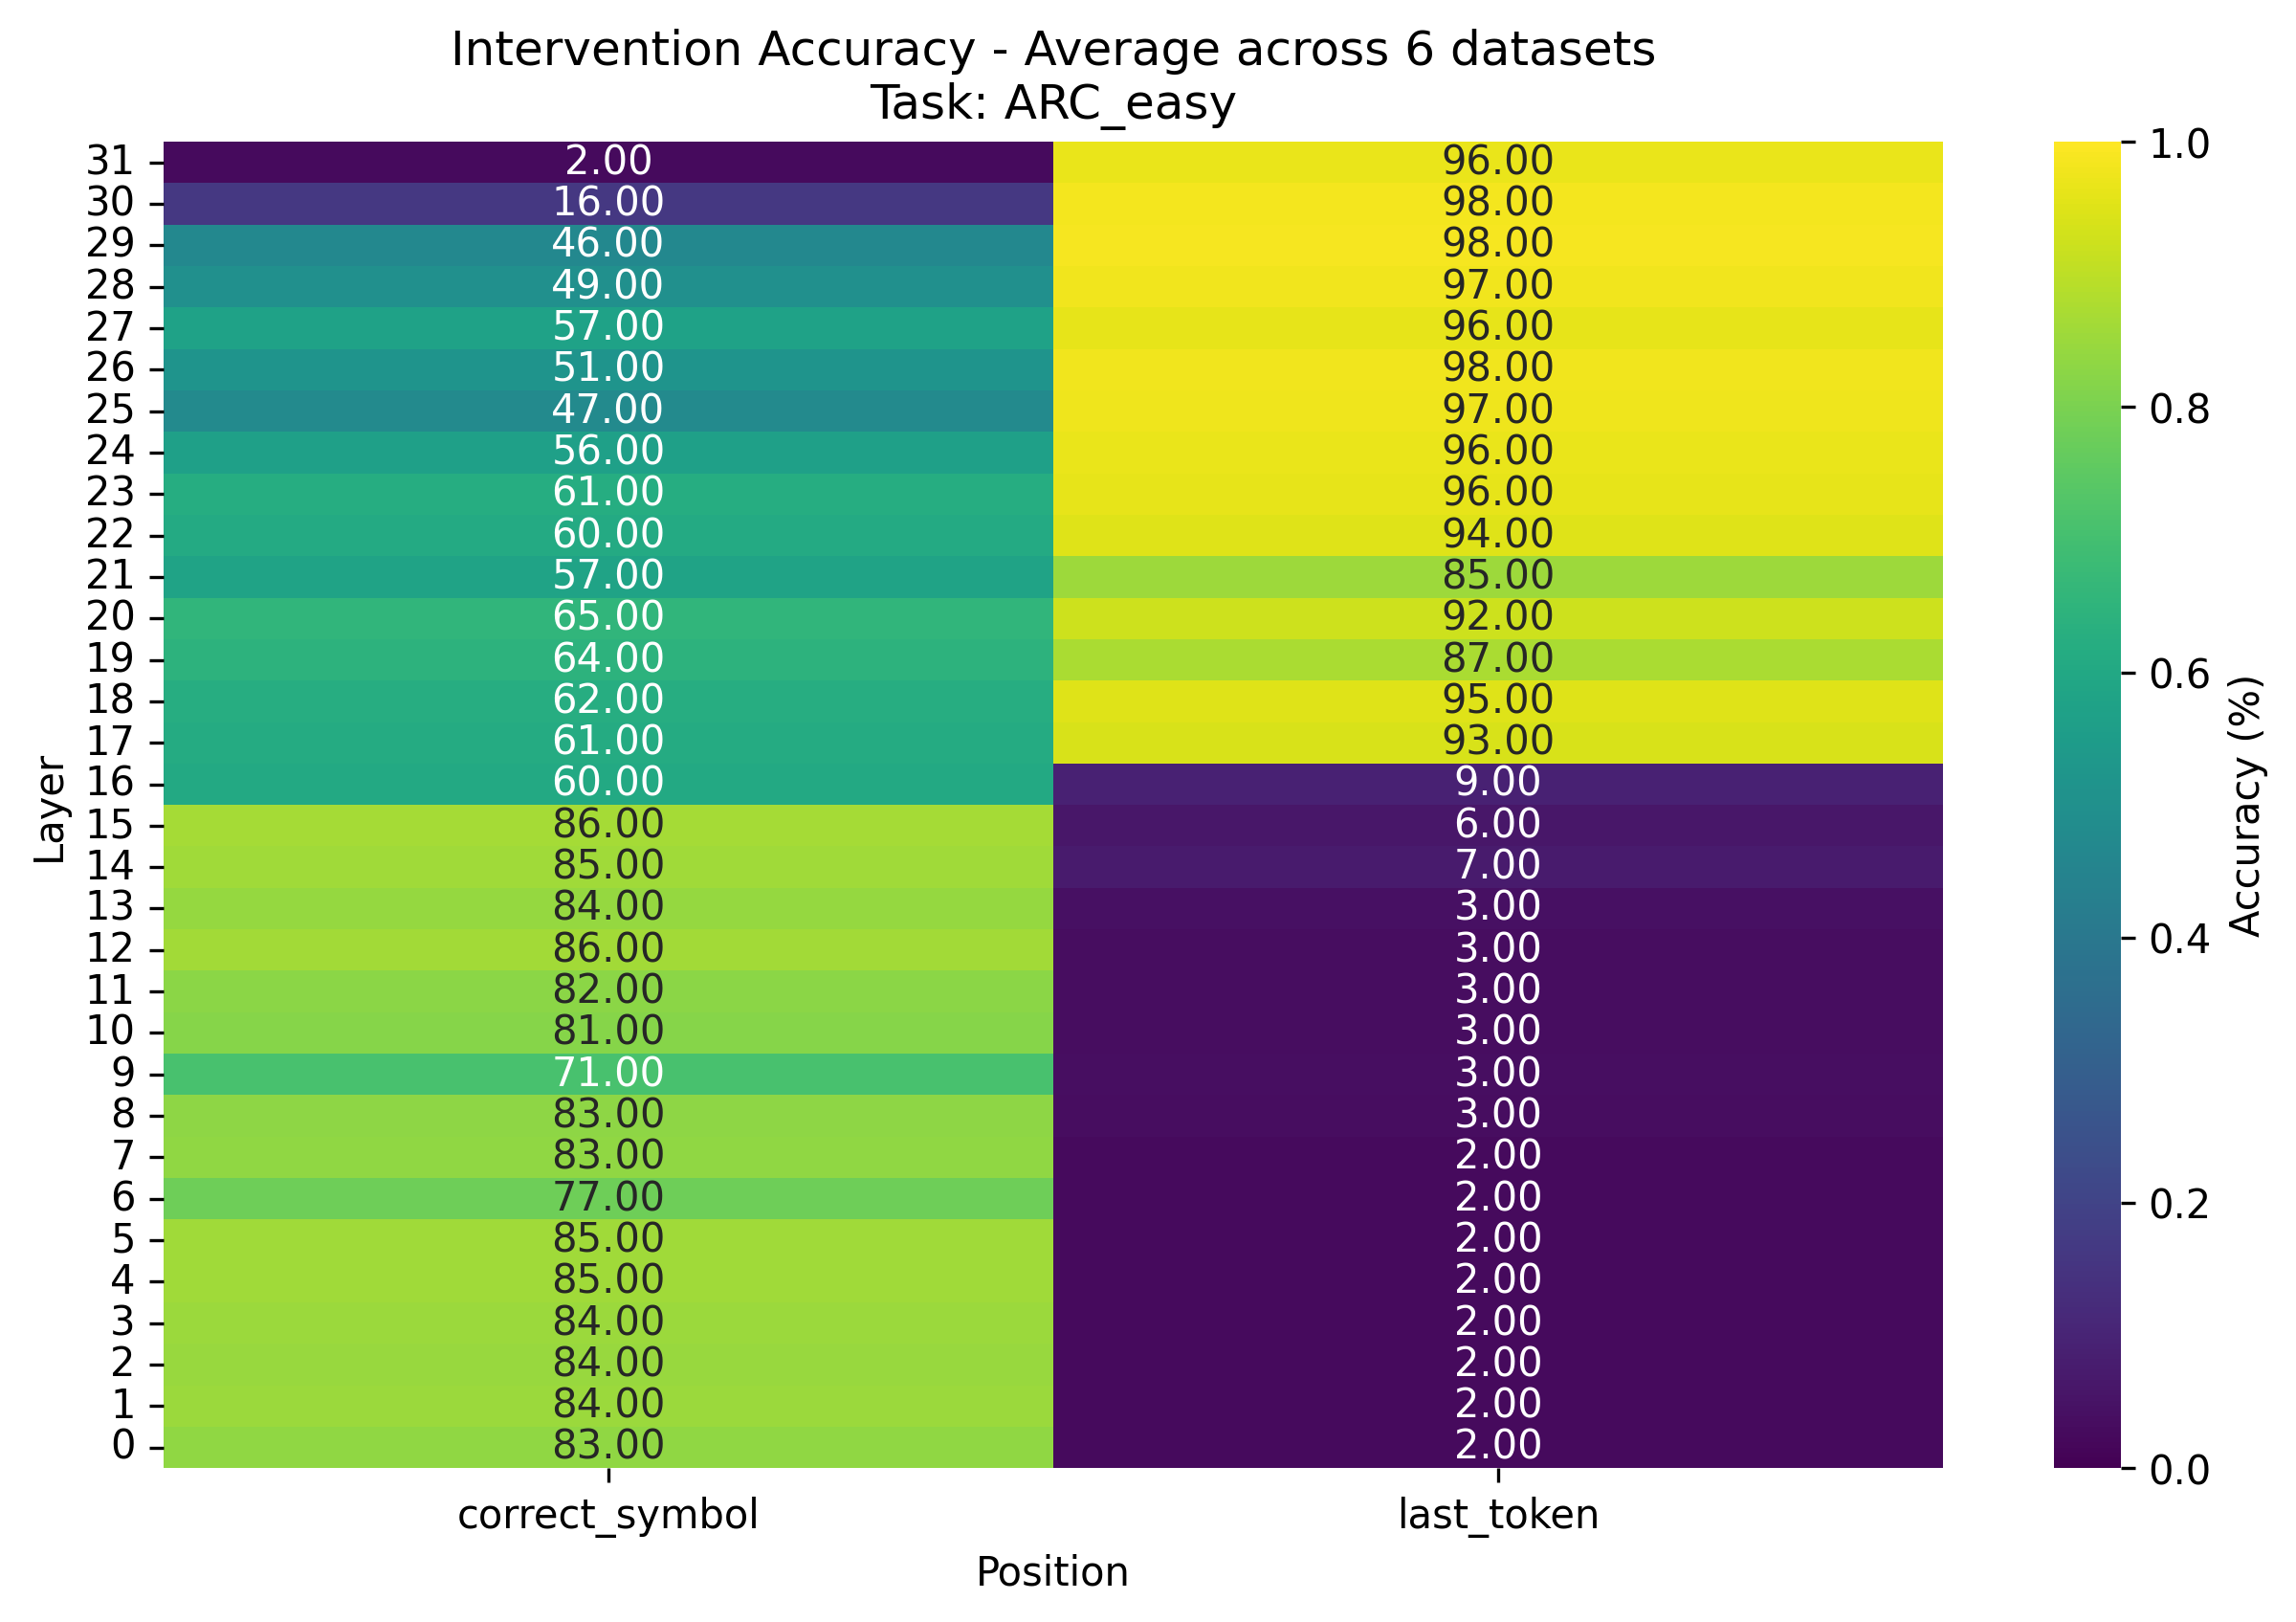 Intervention Accuracy - Average across 6 datasets
Task: ARC_easy
31 2.00 96.00
30 16.00 98.00
29 46.00 98.00
28 49.00 97.00
27 57.00 96.00
26 51.00 98.00
25 47.00 97.00
24 56.00 96.00
23 61.00 96.00
22 60.00 94.00
21 57.00 85.00
20 65.00 92.00
19 64.00 87.00
18 62.00 95.00
17 61.00 93.00
16 60.00 9.00
15 86.00 6.00
14 85.00 7.00
13 84.00 3.00
12 86.00 3.00
11 82.00 3.00
10 81.00 3.00
9 71.00 3.00
8 83.00 3.00
7 83.00 2.00
6 77.00 2.00
5 85.00 2.00
4 85.00 2.00
3 84.00 2.00
2 84.00 2.00
1 84.00 2.00
0 83.00 2.00
correct_symbol last_token
Position
Layer
1.0
0.8
0.6
0.4
0.2
0.0
Accuracy (%)